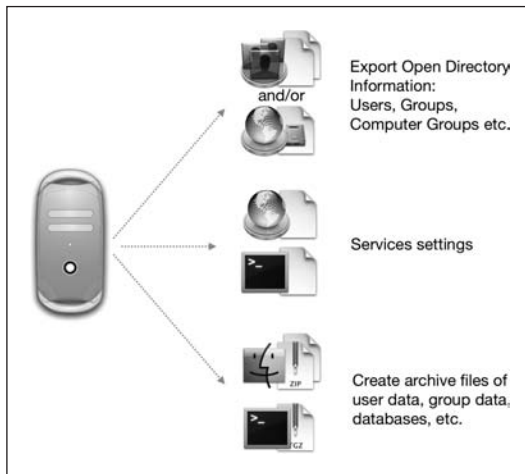 and/or
Export Open Directory
Information:
Users, Groups,
Computer Groups etc.
Services settings
>_
ZIP
Create archive files of
user data, group data,
databases, etc.
>_
TGZ